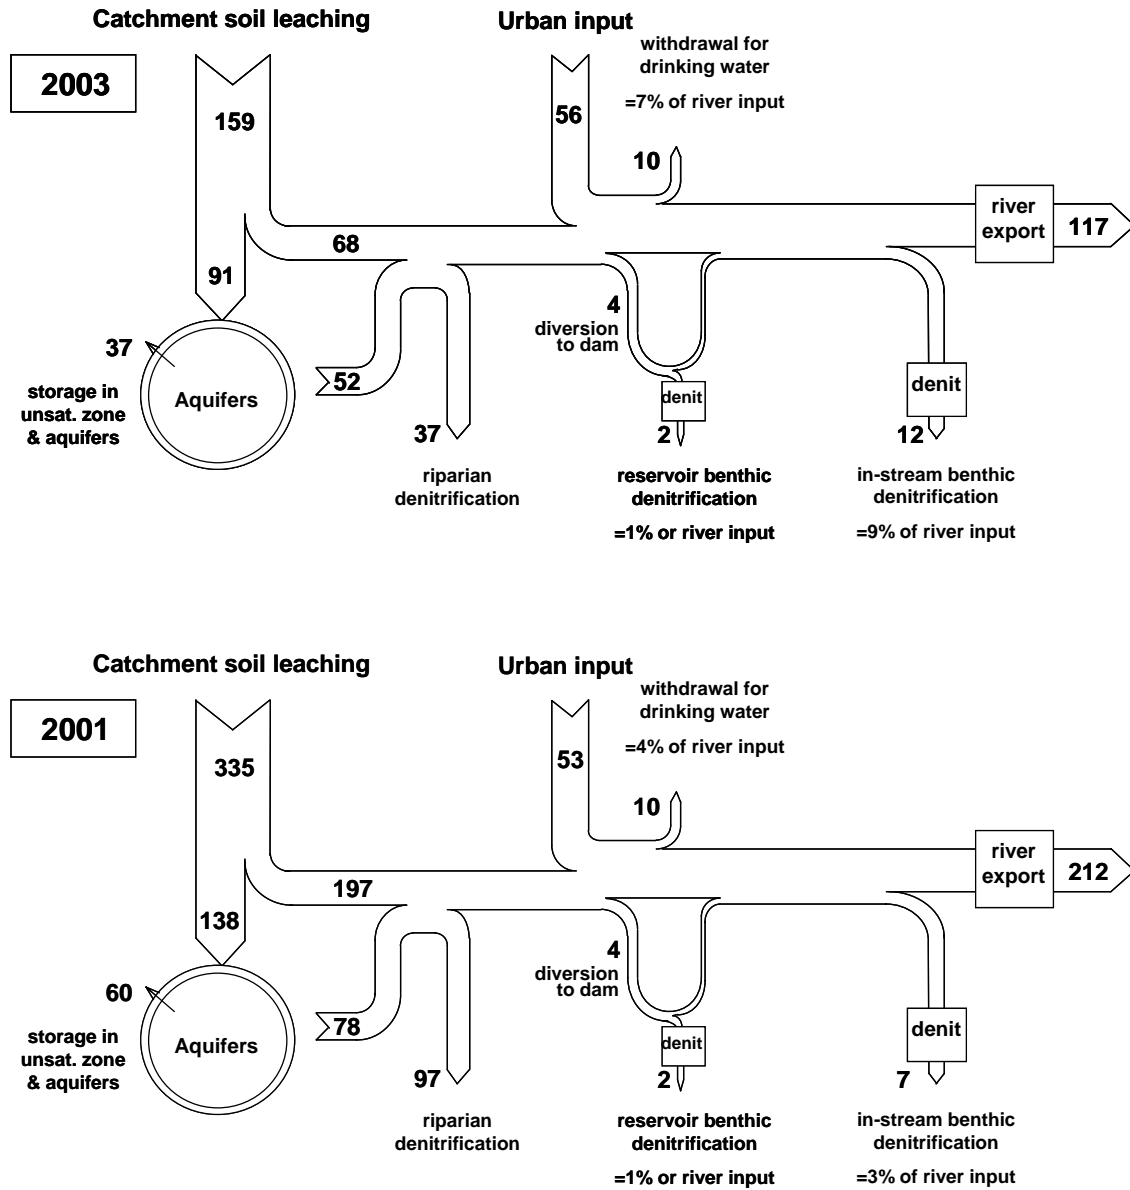 Catchment soil leaching
Urban input
2003
withdrawal for
drinking water
=7% of river input
159
56
10
river
export
117
68
91
4
diversion
to dam
37
storage in
unsat. zone
& aquifers
Aquifers
52
denit
denit
37
2
12
riparian
denitrification
reservoir benthic
denitrification
=1% or river input
in-stream benthic
denitrification
=9% of river input
Catchment soil leaching
Urban input
2001
withdrawal for
drinking water
=4% of river input
335
53
10
river
export
212
197
138
4
diversion
to dam
60
storage in
unsat. zone
& aquifers
Aquifers
78
denit
denit
97
2
7
riparian
denitrification
reservoir benthic
denitrification
=1% or river input
in-stream benthic
denitrification
=3% of river input